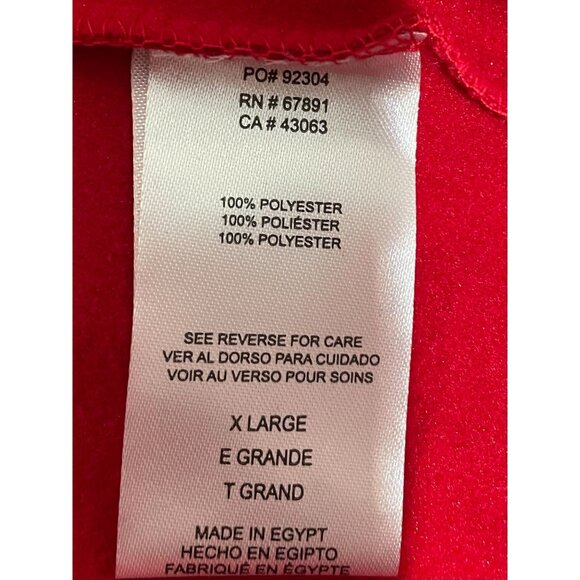 PO# 92304
RN # 67891
CA # 43063
100% POLYESTER
100% POLIÉSTER
100% POLYESTER
SEE REVERSE FOR CARE
VER AL DORSO PARA CUIDADO
VOIR AU VERSO POUR SOINS
X LARGE
E GRANDE
T GRAND
MADE IN EGYPT
HECHO EN EGIPTO
FABRIQUÉ EN ÉGYPTE